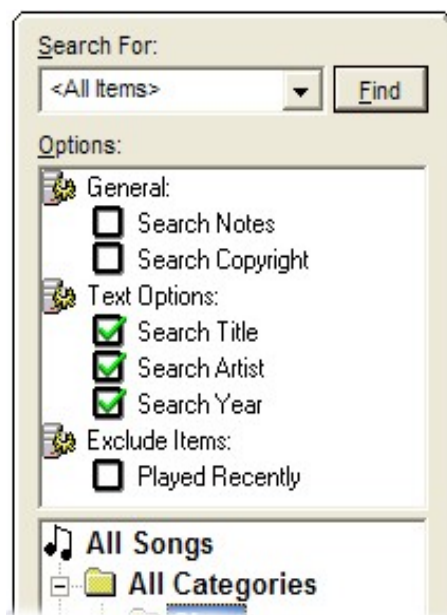 Search For:
<All Items>
Find
Options:
General:
Search Notes
Search Copyright
Text Options:
Search Title
Search Artist
Search Year
Exclude Items:
Played Recently
All Songs
All Categories